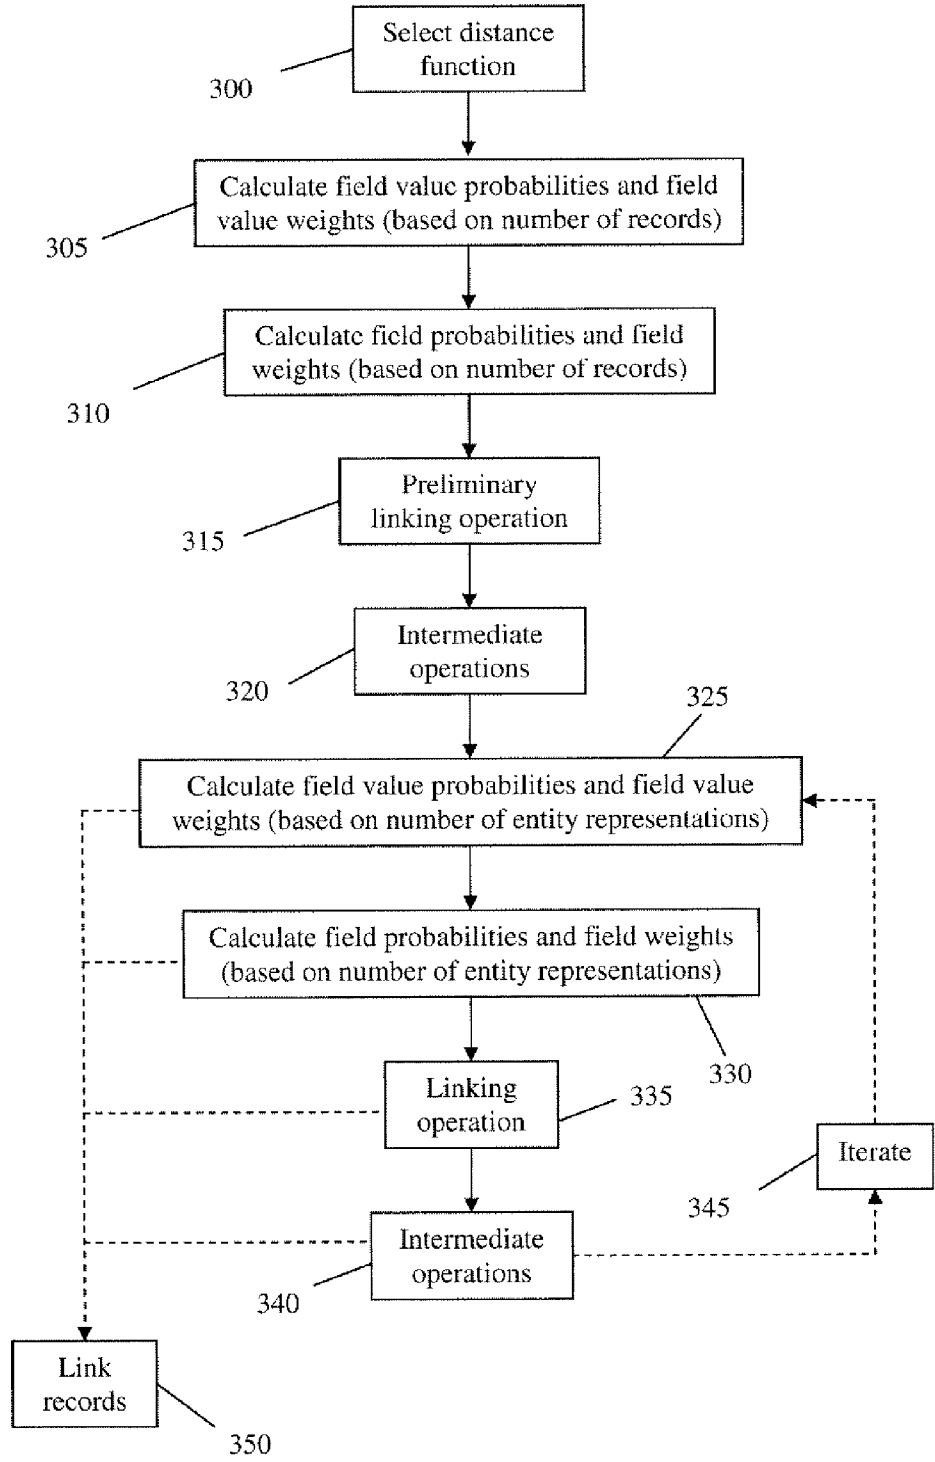 Select distance
function
300
Calculate field value probabilities and field
value weights (based on number of records)
305
Calculate field probabilities and field
weights (based on number of records)
310
Preliminary
linking operation
315
Intermediate
operations
320
325
Calculate field value probabilities and field value
weights (based on number of entity representations)
Calculate field probabilities and field weights
(based on number of entity representations)
330
Linking
operation
335
Iterate
345
Intermediate
operations
340
Link
records
350